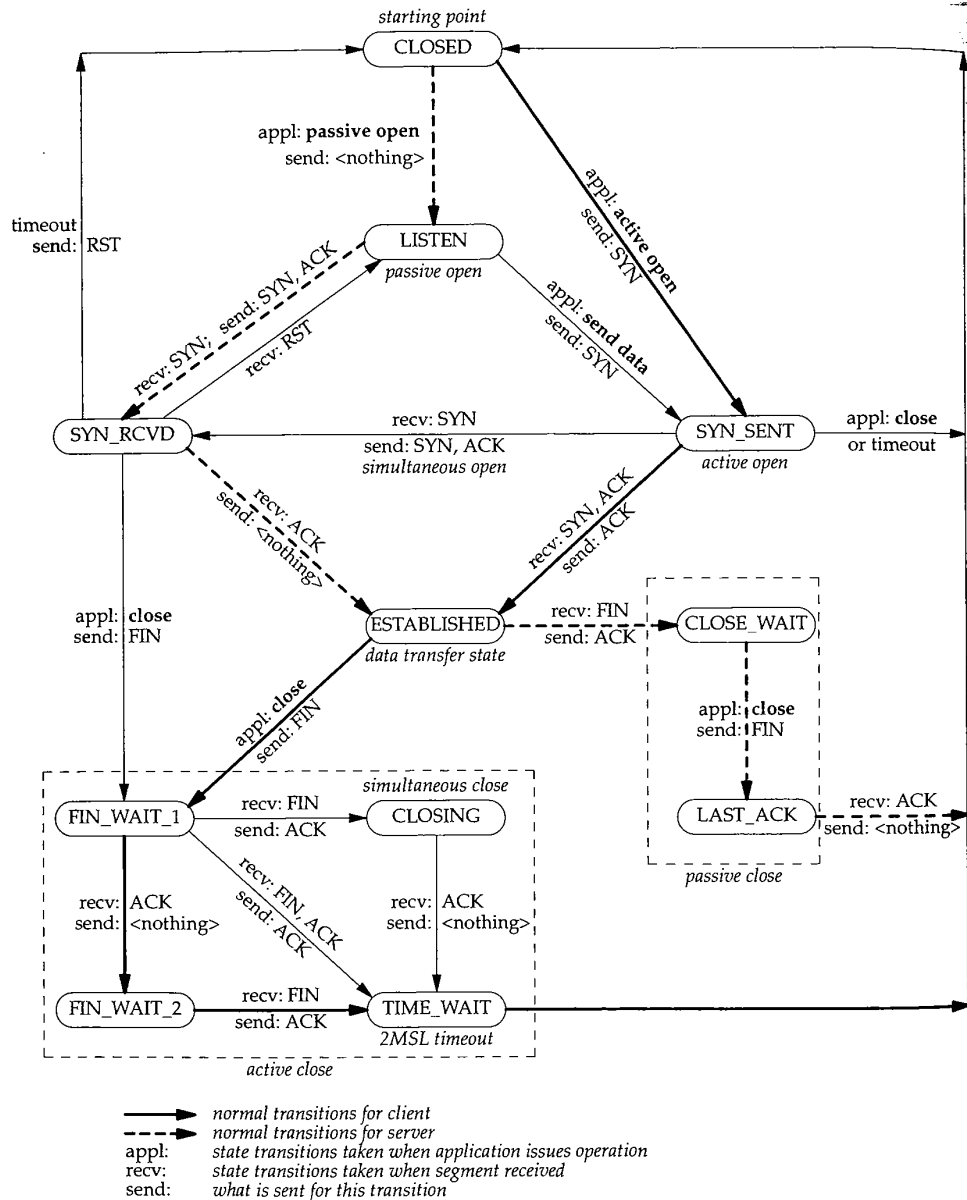 starting point
CLOSED
appl: passive open
send: <nothing>
appl: active open
send: SYN
timeout
send: RST
LISTEN
passive open
recv: SYN; send: SYN, ACK
recv: RST
appl: send data
send: SYN
SYN_RCVD
recv: SYN
send: SYN, ACK
simultaneous open
SYN_SENT
active open
appl: close
or timeout
recv: ACK
send: <nothing>
recv: SYN, ACK
send: ACK
appl: close
send: FIN
ESTABLISHED
data transfer state
recv: FIN
send: ACK
CLOSE_WAIT
appl: close
send: FIN
appl: close
send: FIN
simultaneous close
FIN_WAIT_1
recv: FIN
send: ACK
CLOSING
LAST_ACK
recv: ACK
send: <nothing>
passive close
recv: ACK
send: <nothing>
recv: FIN, ACK
send: ACK
recv: ACK
send: <nothing>
FIN_WAIT_2
recv: FIN
send: ACK
TIME_WAIT
2MSL timeout
active close
normal transitions for client
normal transitions for server
appl: state transitions taken when application issues operation
recv: state transitions taken when segment received
send: what is sent for this transition